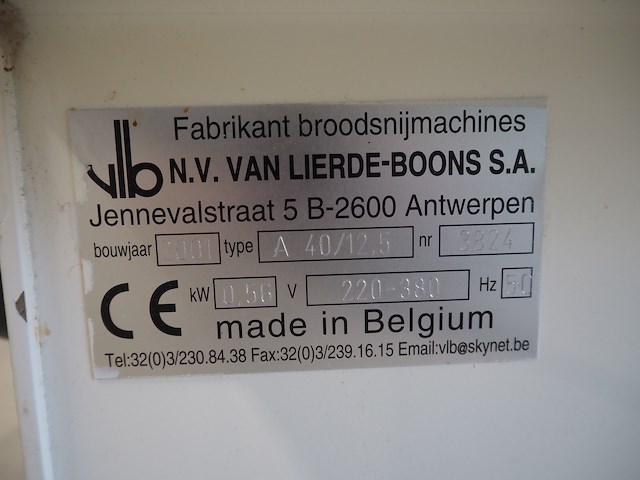 vlb
Fabrikant broodsnijmachines
N.V. VAN LIERDE-BOONS S.A.
Jennevalstraat 5 B-2600 Antwerpen
bouwjaar 2001 type A 40/12,5 nr 3824
CE kW 0,56 V 220-380 Hz 50
made in Belgium
Tel:32(0)3/230.84.38 Fax:32(0)3/239.16.15 Email:vlb@skynet.be